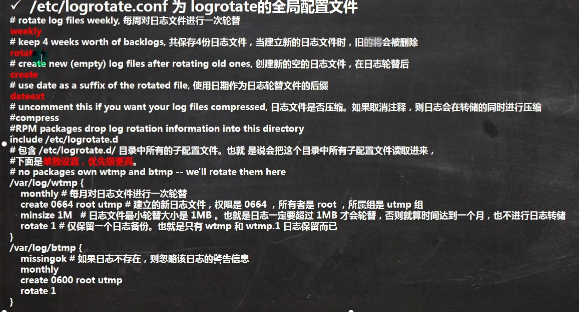 ✓ /etc/logrotate.conf 为 logrotate的全局配置文件
# rotate log files weekly, 每周对日志文件进行一次轮替
weekly
# keep 4 weeks worth of backlogs, 共保存4份日志文件，当建立新的日志文件时，旧的将会被删除
rotat
# create new (empty) log files after rotating old ones, 创建新的空的日志文件，在日志轮替后
create
# use date as a suffix of the rotated file, 使用日期作为日志轮替文件的后缀
dateext
# uncomment this if you want your log files compressed, 日志文件是否压缩。如果取消注释，则日志会在转储的同时进行压缩
#compress
#RPM packages drop log rotation information into this directory
include /etc/logrotate.d
# 包含 /etc/logrotate.d/ 目录中所有的子配置文件。也就 是说会把这个目录中所有子配置文件读取进来，
#下面是单独设置，优先级更高。
# no packages own wtmp and btmp -- we'll rotate them here
/var/log/wtmp {
monthly # 每月对日志文件进行一次轮替
create 0664 root utmp # 建立的新日志文件，权限是 0664 ，所有者是 root ，所属组是 utmp 组
minsize 1M # 日志文件最小轮替大小是 1MB 。也就是日志一定要超过 1MB 才会轮替，否则就算时间达到一个月，也不进行日志转储
rotate 1 # 仅保留一个日志备份。也就是只有 wtmp 和 wtmp.1 日志保留而已
}
/var/log/btmp {
missingok # 如果日志不存在，则忽略该日志的警告信息
monthly
create 0600 root utmp
rotate 1
}